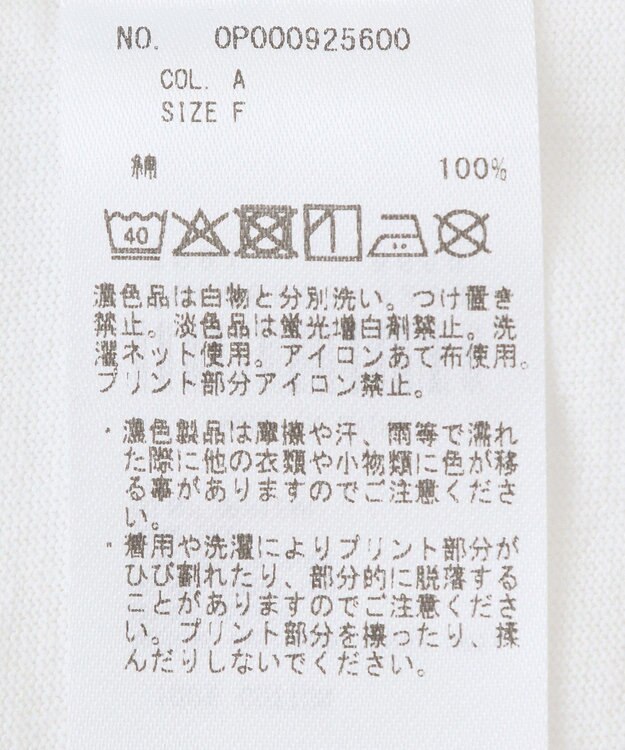 NO. OP000925600
COL. A
SIZE F
綿 100%
40
濃色品は白物と分別洗い。つけ置き
禁止。淡色品は蛍光増白剤禁止。洗
濯ネット使用。アイロンあて布使用。
プリント部分アイロン禁止。
・濃色製品は摩擦や汗、雨等で濡れ
た際に他の衣類や小物類に色が移
る事がありますのでご注意くださ
い。
・着用や洗濯によりプリント部分が
ひび割れたり、部分的に脱落する
ことがありますのでご注意くださ
い。プリント部分を擦ったり、揉
んだりしないでください。